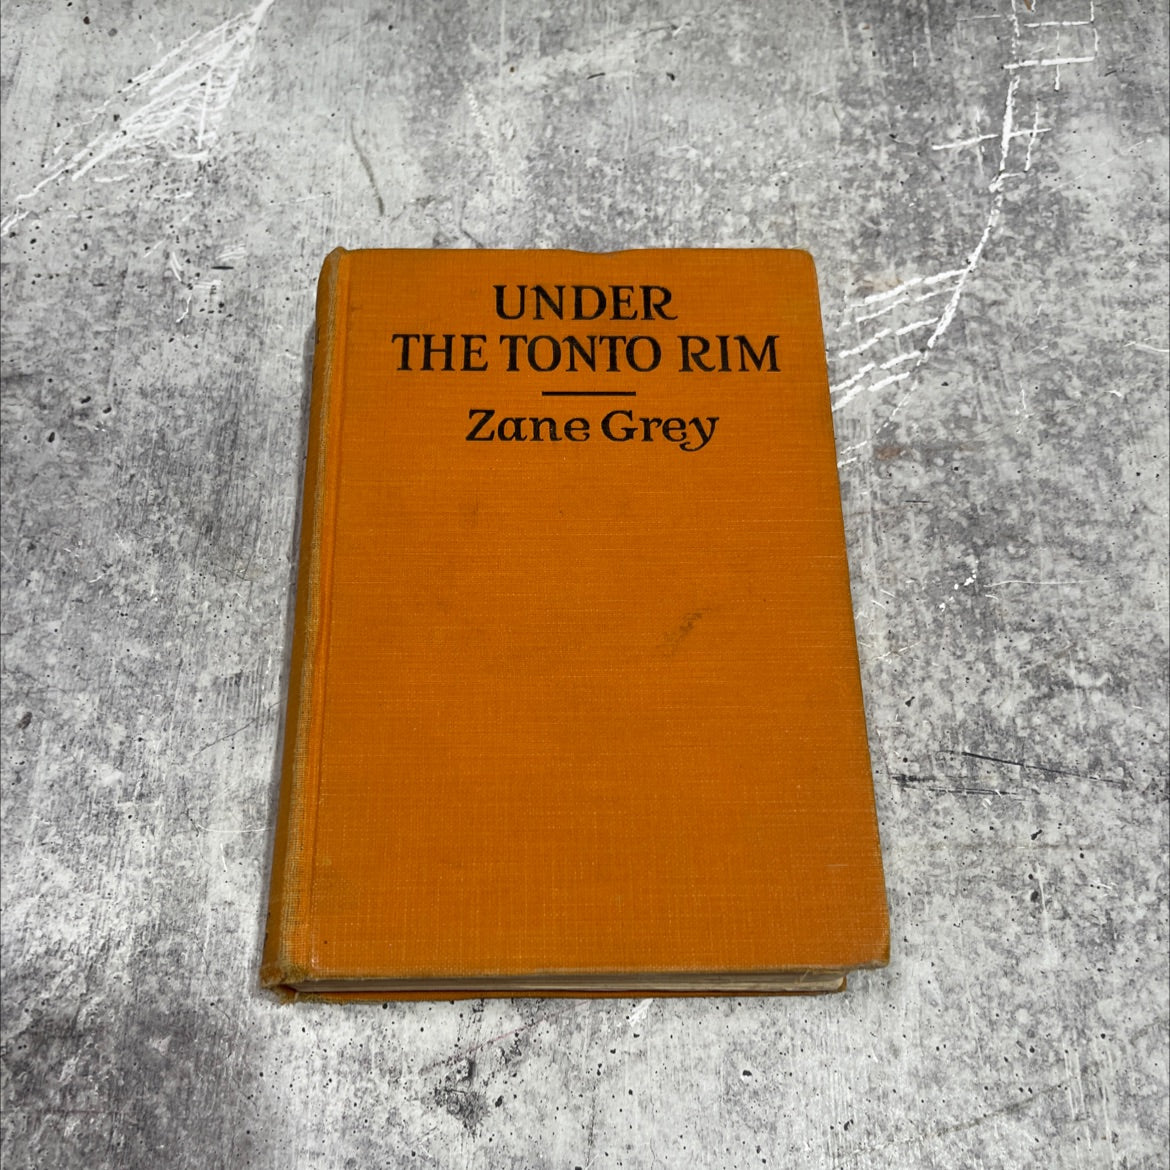 UNDER
THE TONTO RIM
Zane Grey